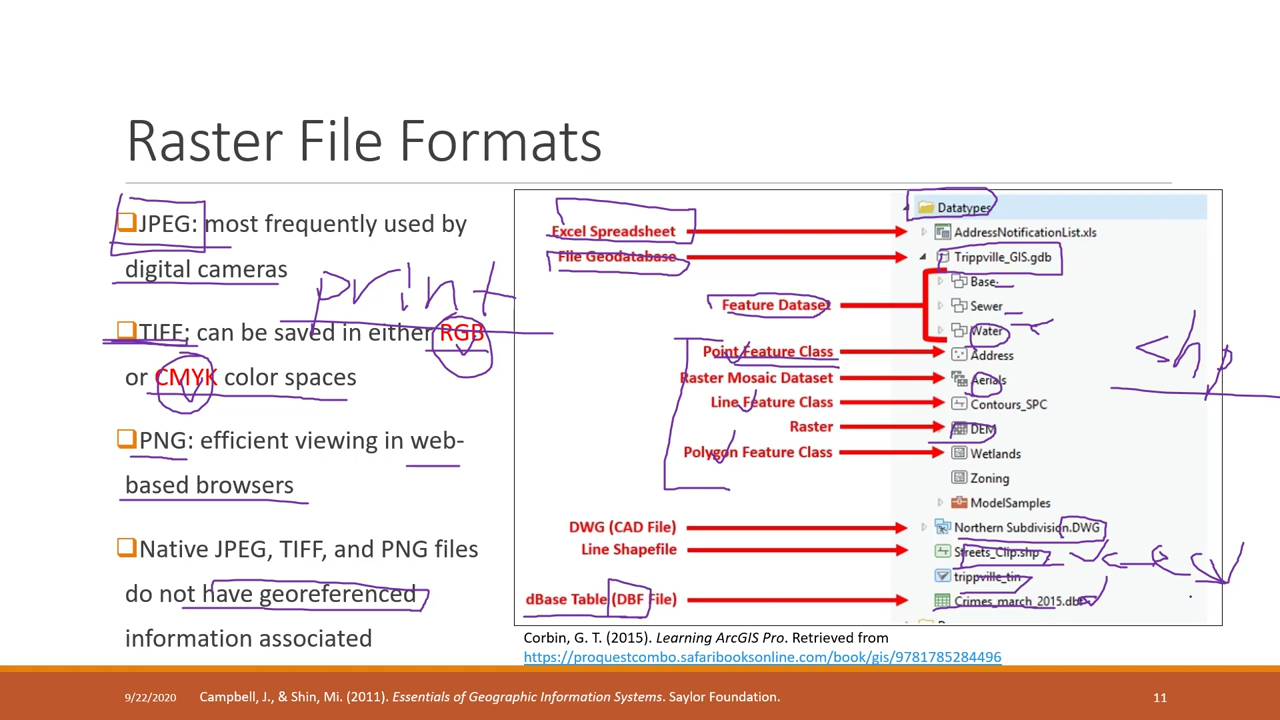 Raster File Formats
JPEG: most frequently used by
digital cameras
print
TIFF: can be saved in either RGB
or CMYK color spaces
PNG: efficient viewing in web-
based browsers
Native JPEG, TIFF, and PNG files
do not have georeferenced
information associated
Datatypes
Excel Spreadsheet AddressNotificationList.xls
File Geodatabase Trippville_GIS.gdb
Base
Feature Dataset Sewer
Water
Point Feature Class Address
Raster Mosaic Dataset Aerials
Line Feature Class Contours_SPC
Raster DEM
Polygon Feature Class Wetlands
Zoning
ModelSamples
shp
DWG (CAD File) Northern Subdivision.DWG
Line Shapefile Streets_Clip.shp
trippville_tin
dBase Table (DBF File) Crimes_march_2015.dbf
Corbin, G. T. (2015). Learning ArcGIS Pro. Retrieved from
https://proquestcombo.safaribooksonline.com/book/gis/9781785284496
9/22/2020 Campbell, J., & Shin, Mi. (2011). Essentials of Geographic Information Systems. Saylor Foundation. 11